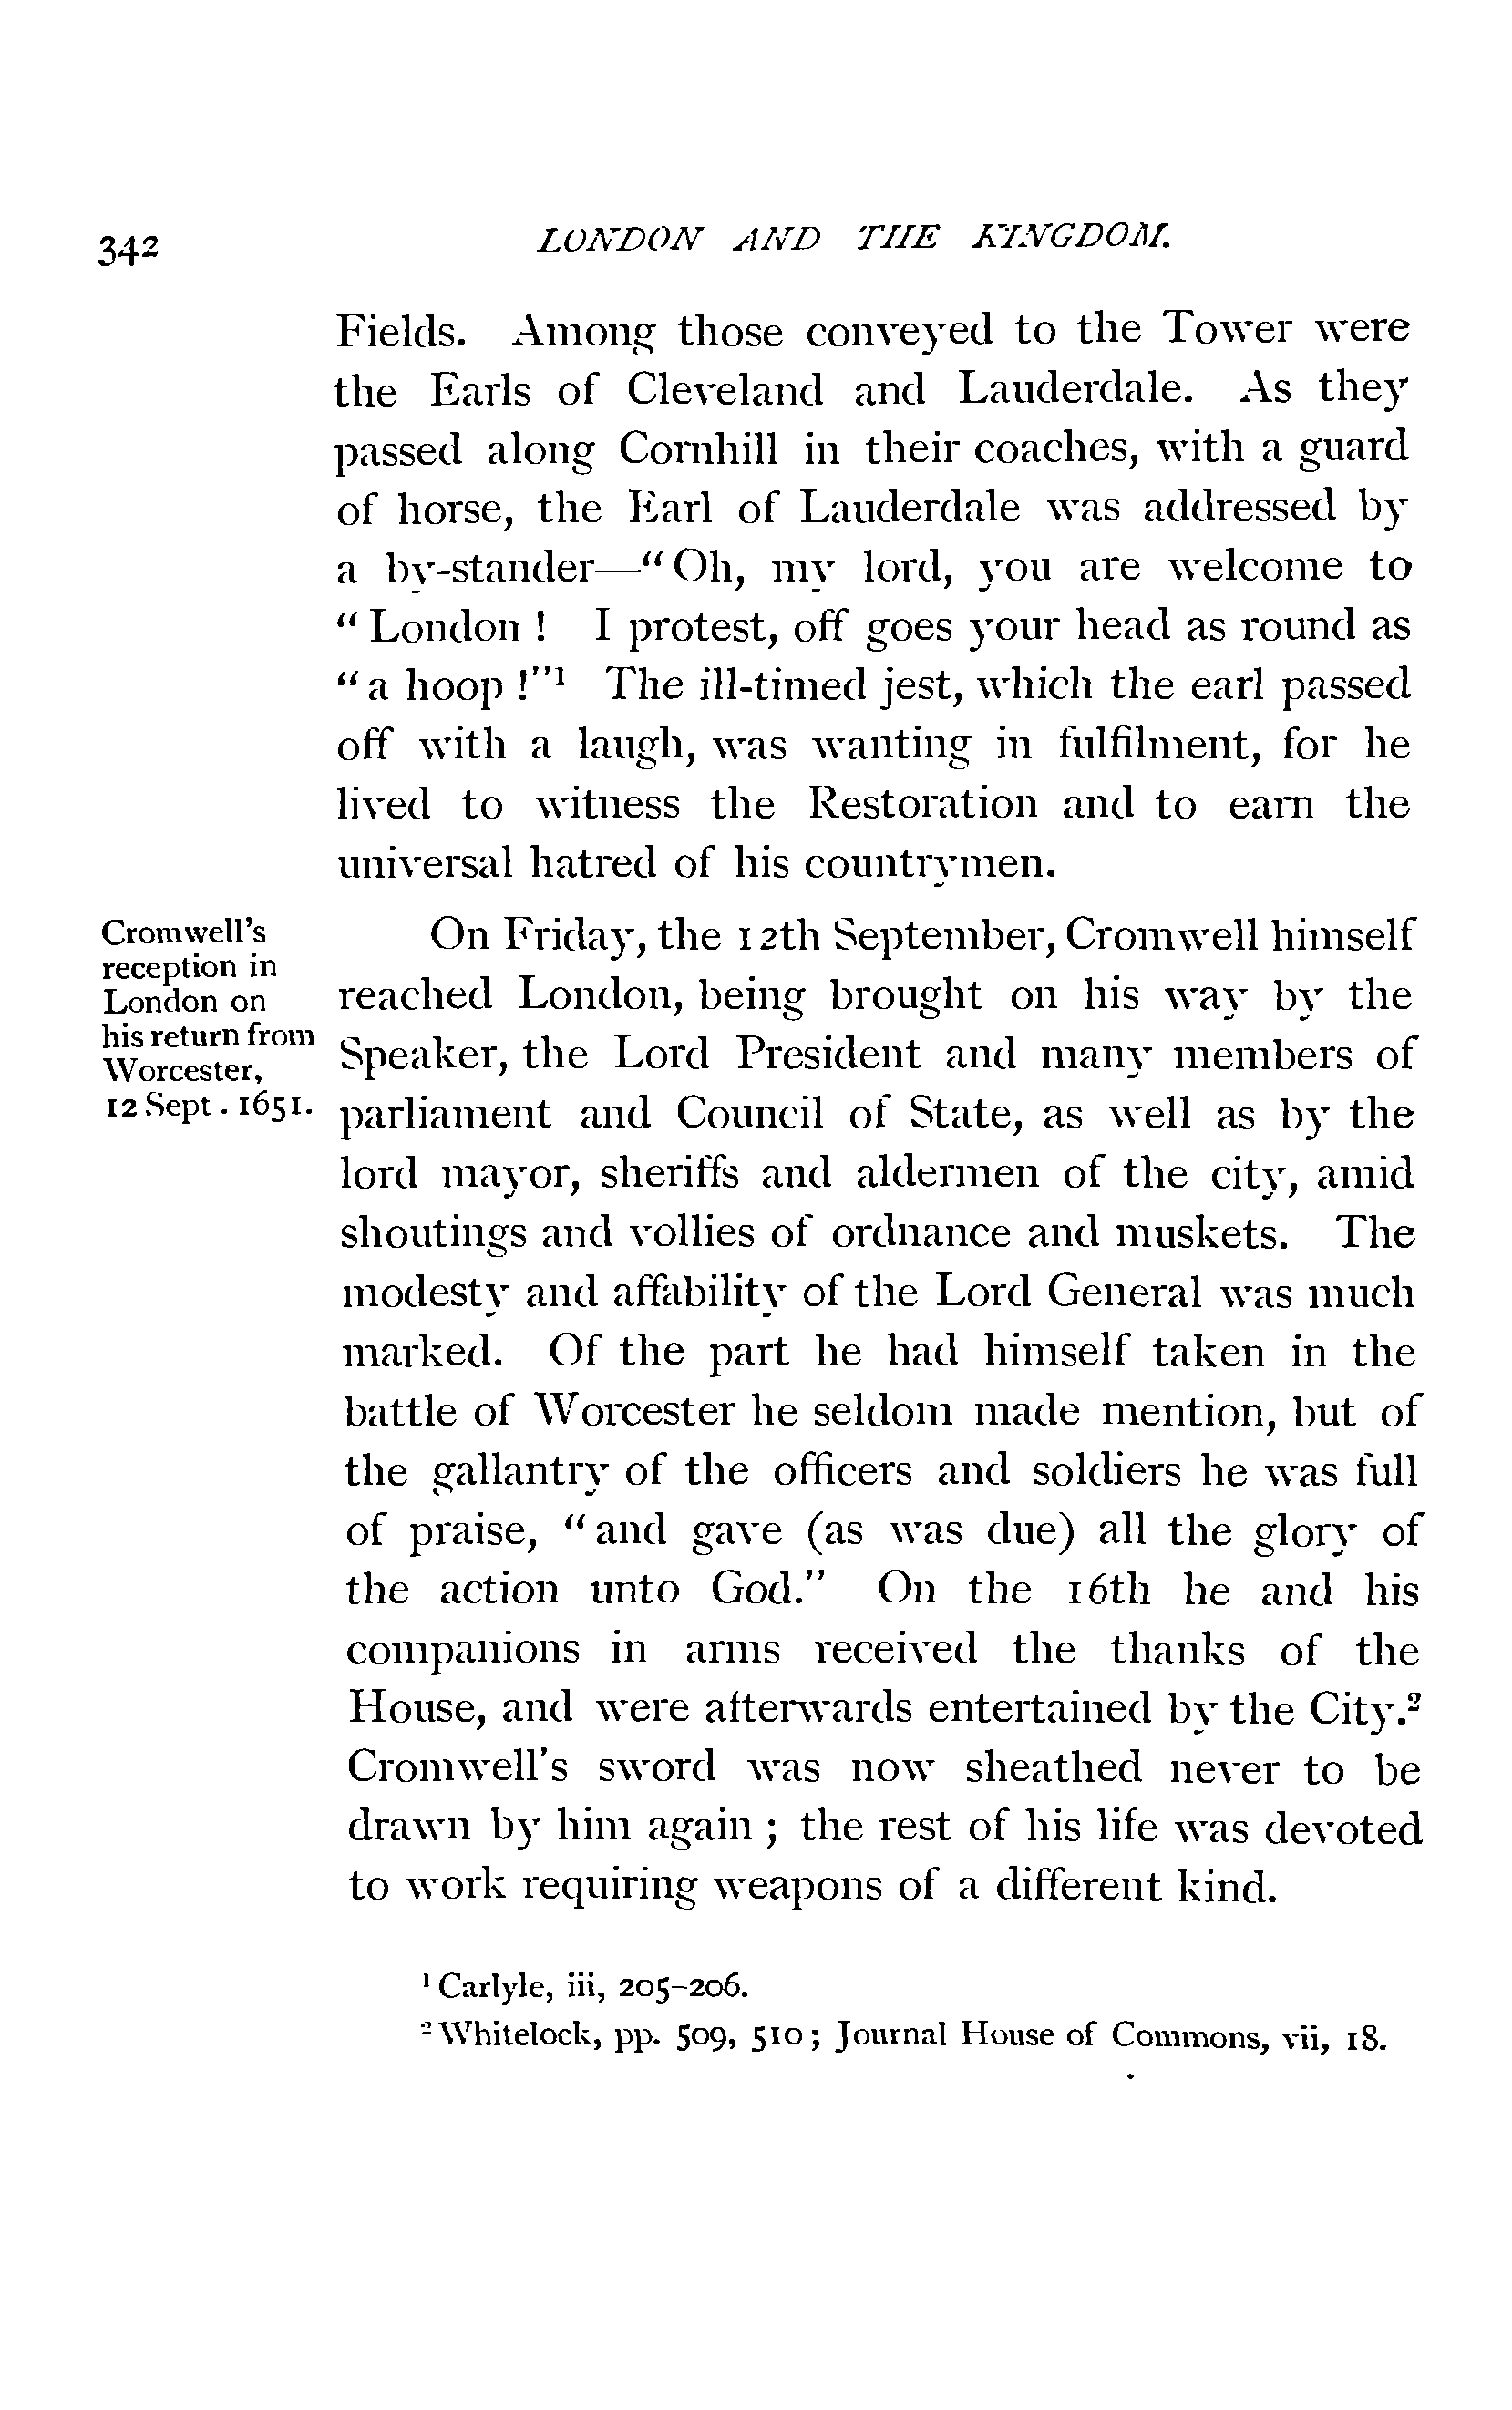 342
LONDON AND THE KINGDOM.
Fields. Among those conveyed to the Tower were
the Earls of Cleveland and Lauderdale. As they
passed along Cornhill in their coaches, with a guard
of horse, the Earl of Lauderdale was addressed by
a by-stander—"Oh, my lord, you are welcome to
"London! I protest, off goes your head as round as
"a hoop!"¹ The ill-timed jest, which the earl passed
off with a laugh, was wanting in fulfilment, for he
lived to witness the Restoration and to earn the
universal hatred of his countrymen.
Cromwell's
reception in
London on
his return from
Worcester,
12 Sept. 1651.
On Friday, the 12th September, Cromwell himself
reached London, being brought on his way by the
Speaker, the Lord President and many members of
parliament and Council of State, as well as by the
lord mayor, sheriffs and aldermen of the city, amid
shoutings and vollies of ordnance and muskets. The
modesty and affability of the Lord General was much
marked. Of the part he had himself taken in the
battle of Worcester he seldom made mention, but of
the gallantry of the officers and soldiers he was full
of praise, "and gave (as was due) all the glory of
the action unto God." On the 16th he and his
companions in arms received the thanks of the
House, and were afterwards entertained by the City.²
Cromwell's sword was now sheathed never to be
drawn by him again; the rest of his life was devoted
to work requiring weapons of a different kind.
¹ Carlyle, iii, 205-206.
² Whitelock, pp. 509, 510; Journal House of Commons, vii, 18.